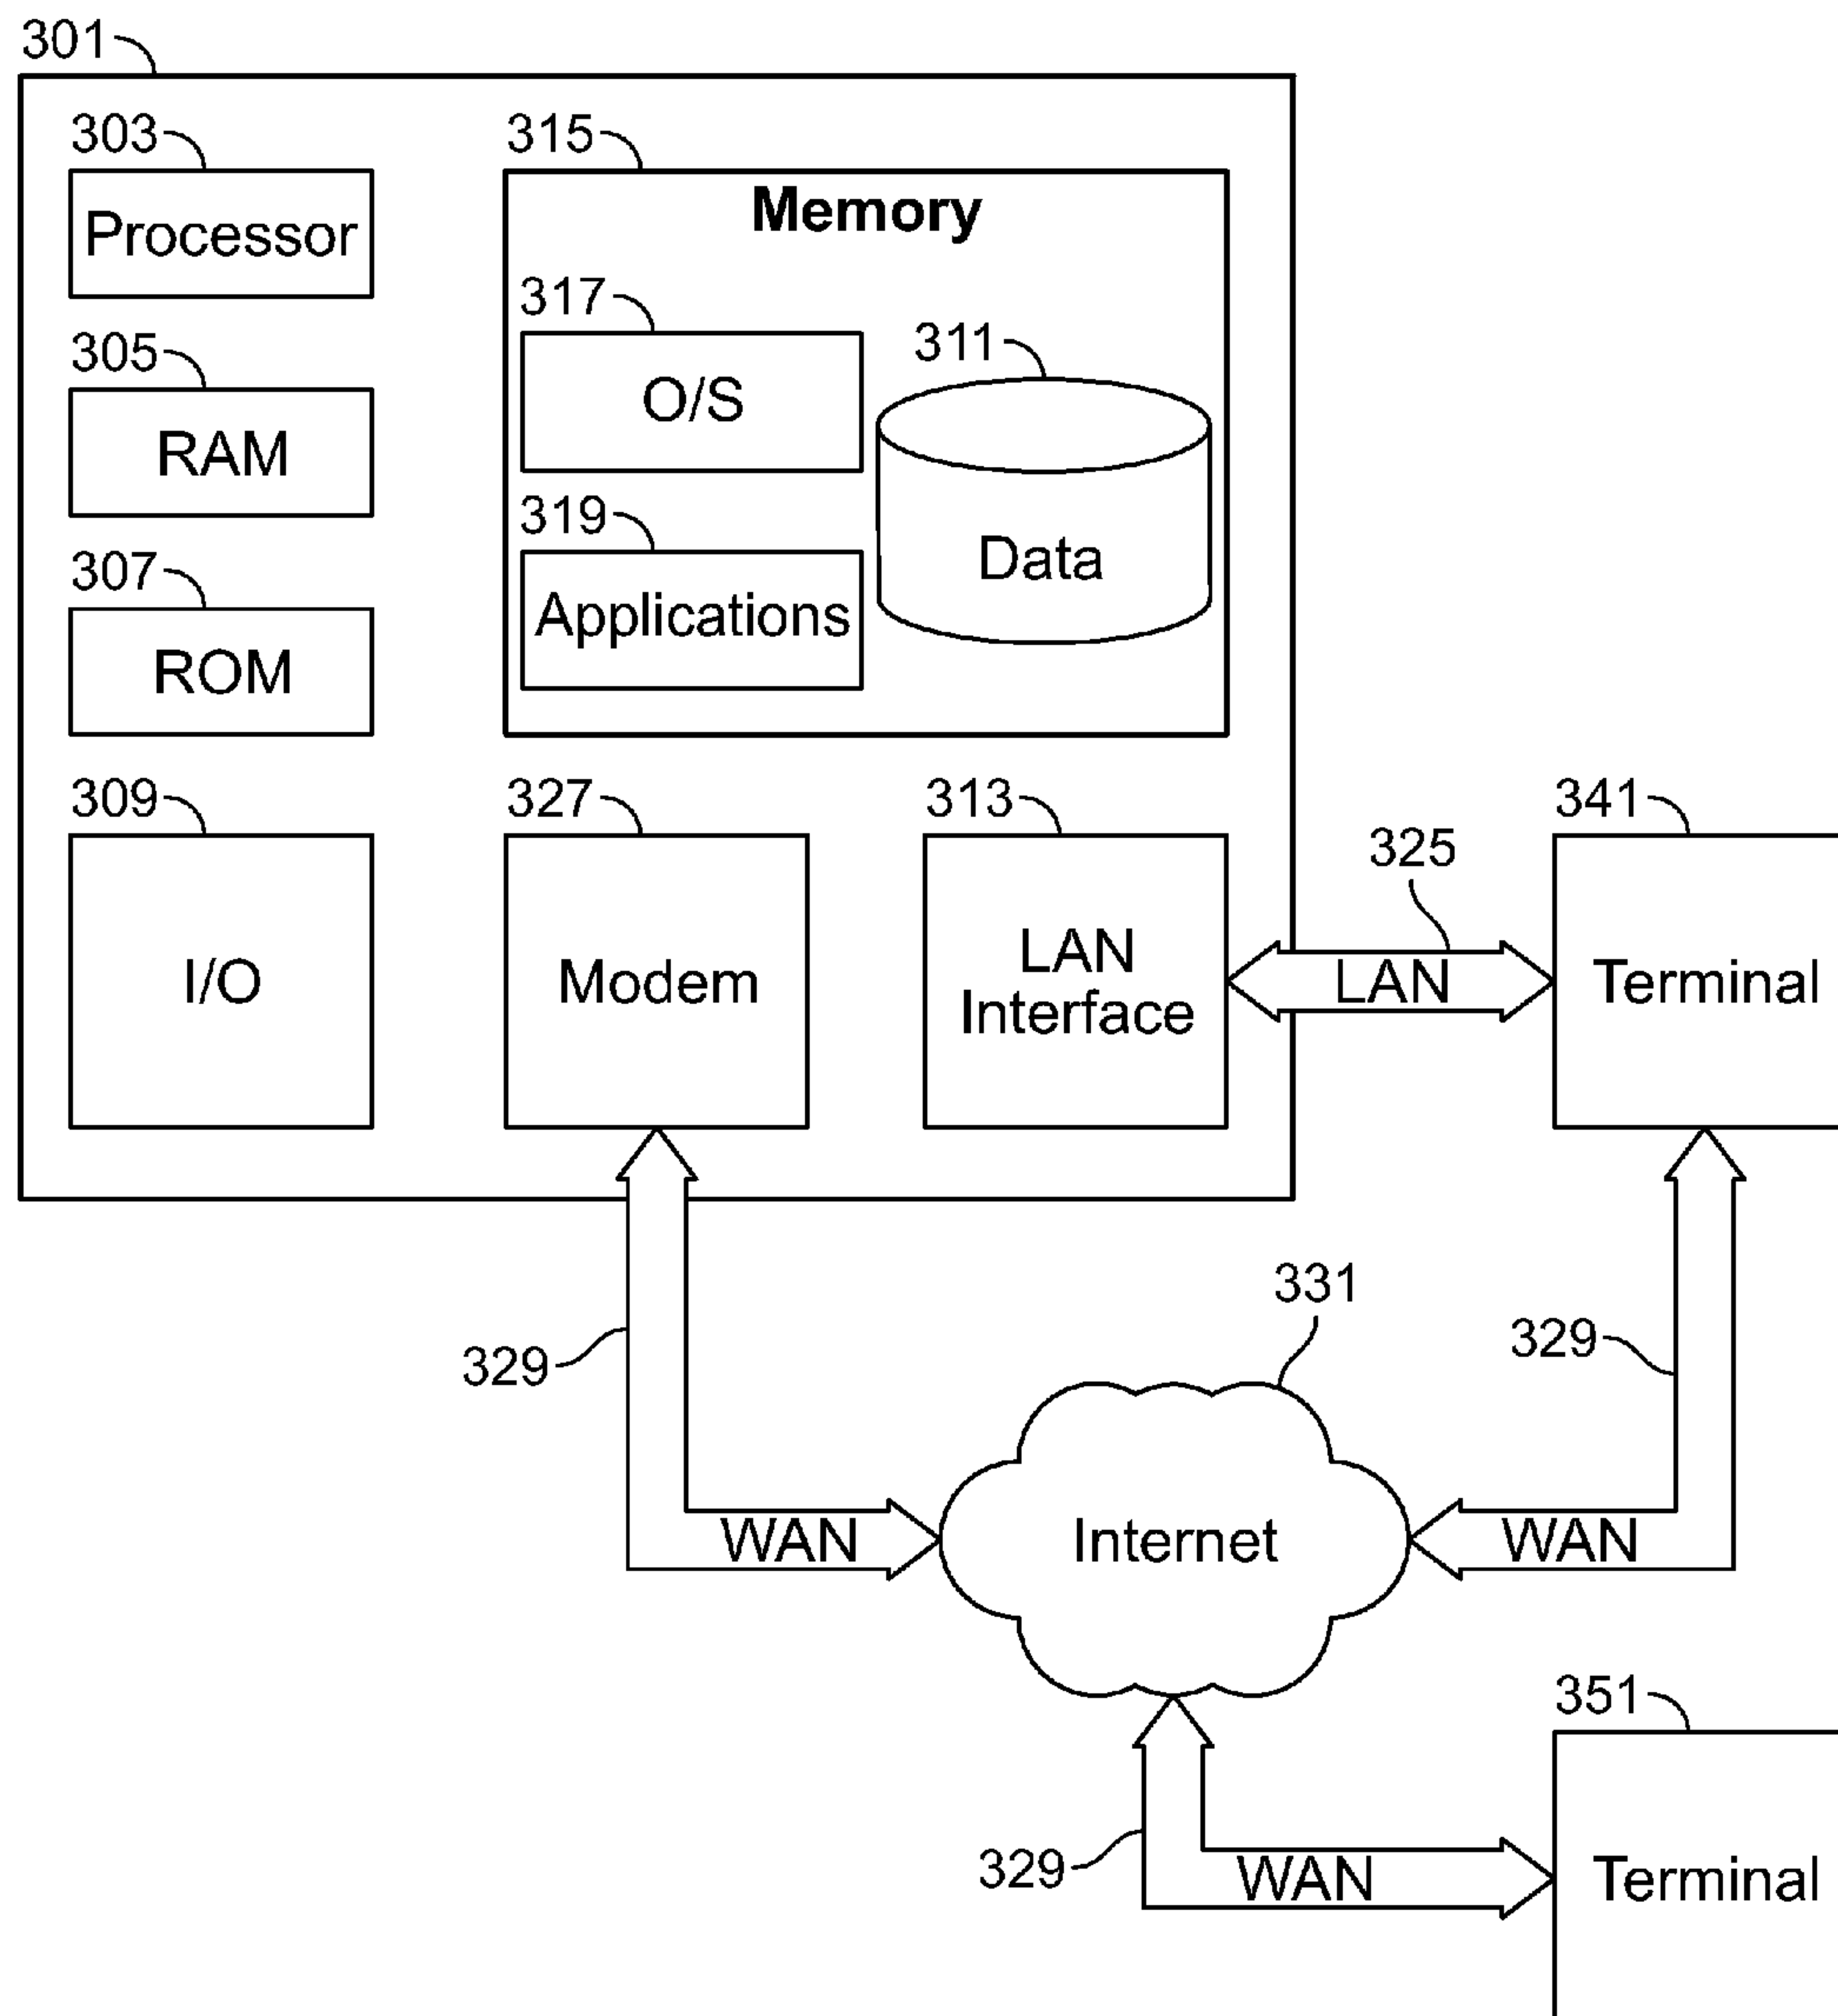 301
303
Processor
305
RAM
307
ROM
309
I/O
315
Memory
317
O/S
311
Data
319
Applications
327
Modem
313
LAN
Interface
325
LAN
341
Terminal
329
WAN
331
Internet
329
WAN
329
WAN
351
Terminal